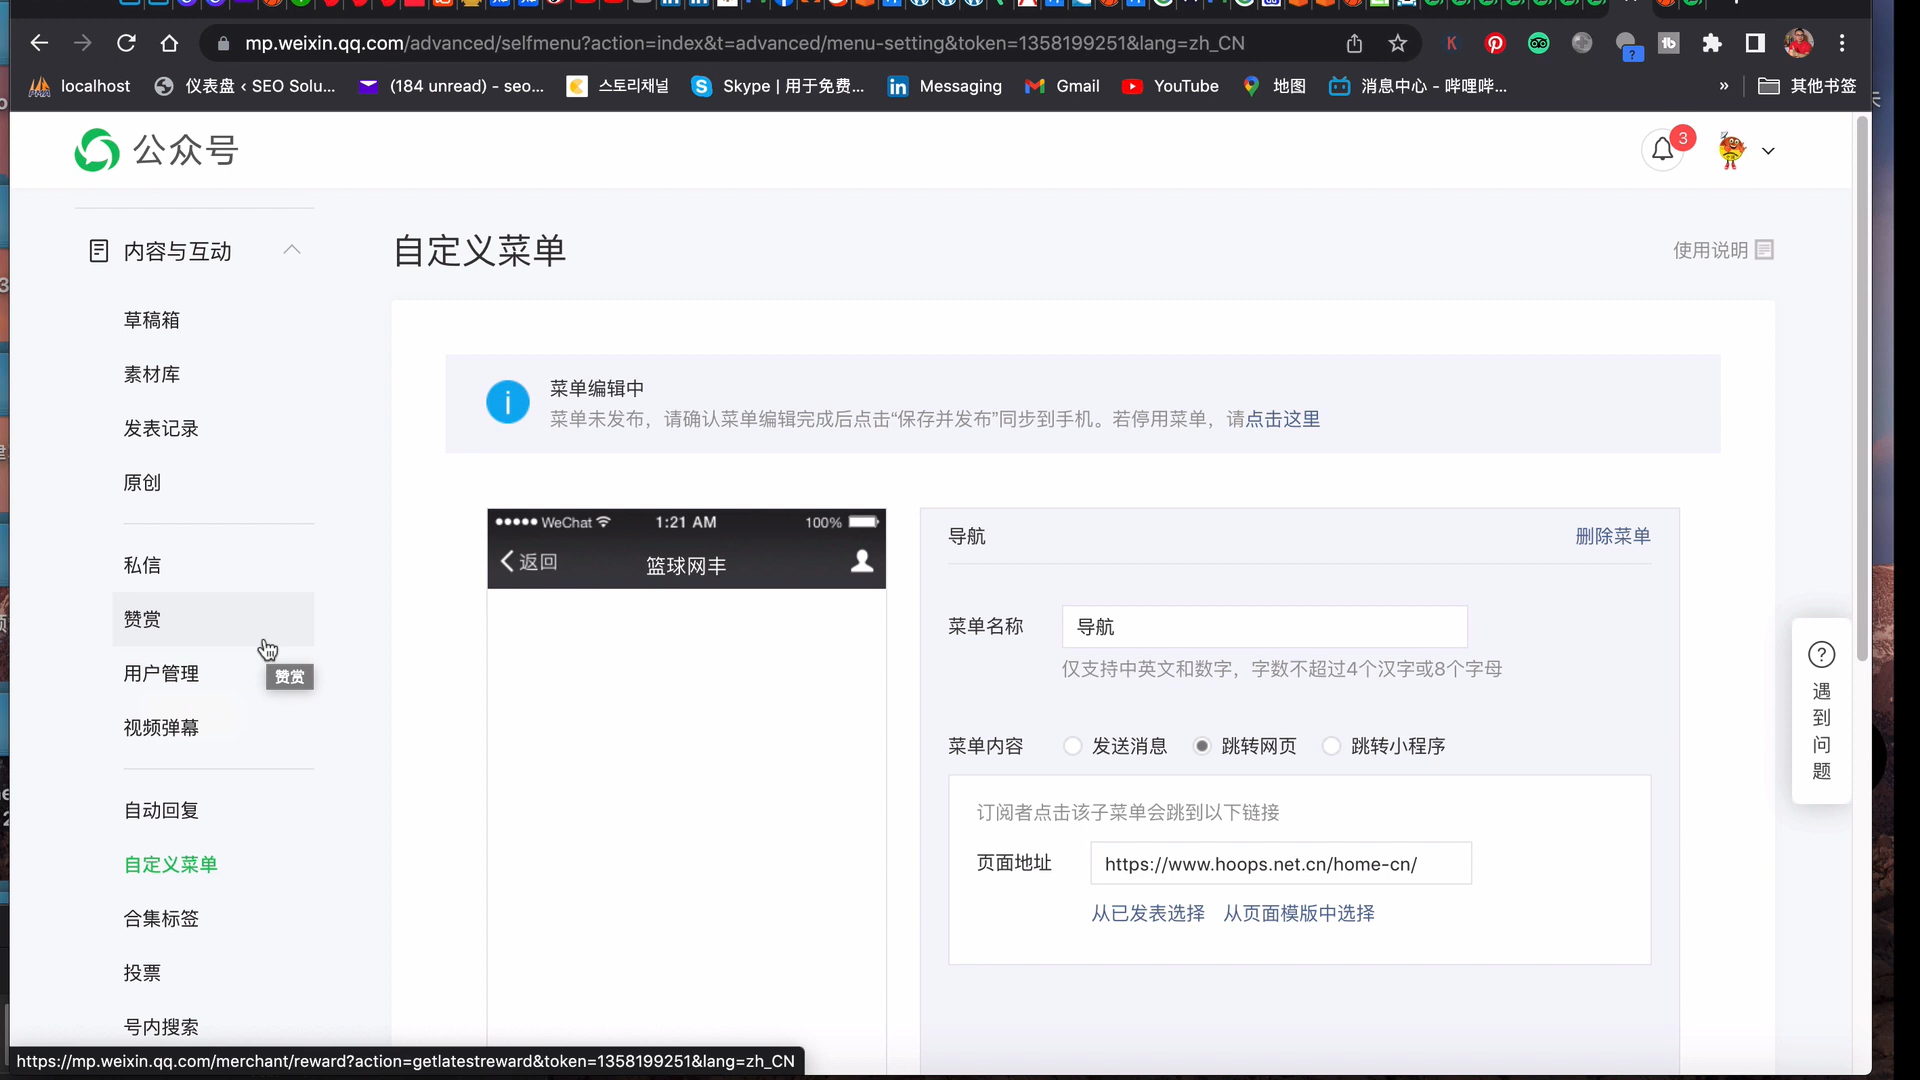 mp.weixin.qq.com/advanced/selfmenu?action=index&t=advanced/menu-setting&token=1358199251&lang=zh_CN
localhost
仪表盘 ‹ SEO Solu...
(184 unread) - seo...
스토리채널
Skype | 用于免费...
Messaging
Gmail
YouTube
地图
消息中心 - 哔哩哔...
»
其他书签
公众号
3
内容与互动
草稿箱
素材库
发表记录
原创
私信
赞赏
用户管理
赞赏
视频弹幕
自动回复
自定义菜单
合集标签
投票
号内搜索
自定义菜单
使用说明
菜单编辑中
菜单未发布，请确认菜单编辑完成后点击“保存并发布”同步到手机。若停用菜单，请点击这里
WeChat 1:21 AM 100%
返回
篮球网丰
导航
删除菜单
菜单名称
导航
仅支持中英文和数字，字数不超过4个汉字或8个字母
菜单内容
发送消息
跳转网页
跳转小程序
订阅者点击该子菜单会跳到以下链接
页面地址
https://www.hoops.net.cn/home-cn/
从已发表选择
从页面模版中选择
遇到问题
https://mp.weixin.qq.com/merchant/reward?action=getlatestreward&token=1358199251&lang=zh_CN